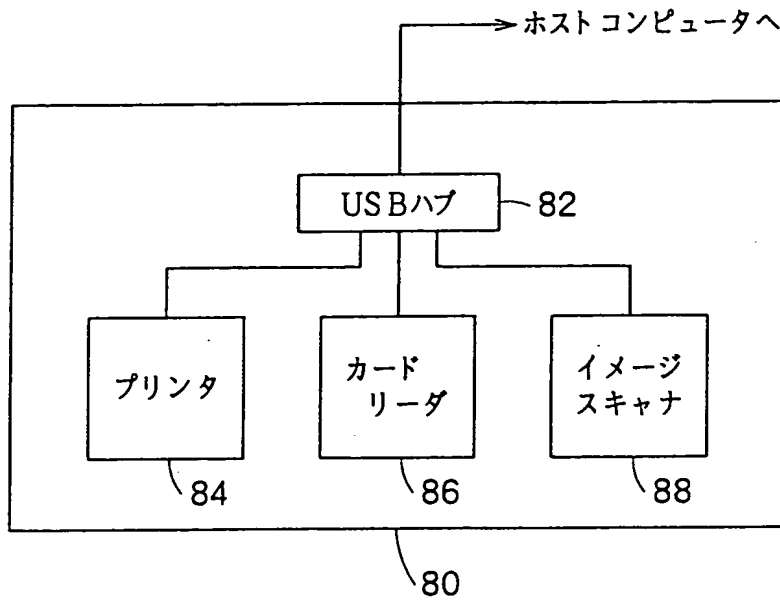 ホスト コンピュータへ
USBハブ
82
プリンタ
カード
リーダ
イメージ
スキャナ
84
86
88
80